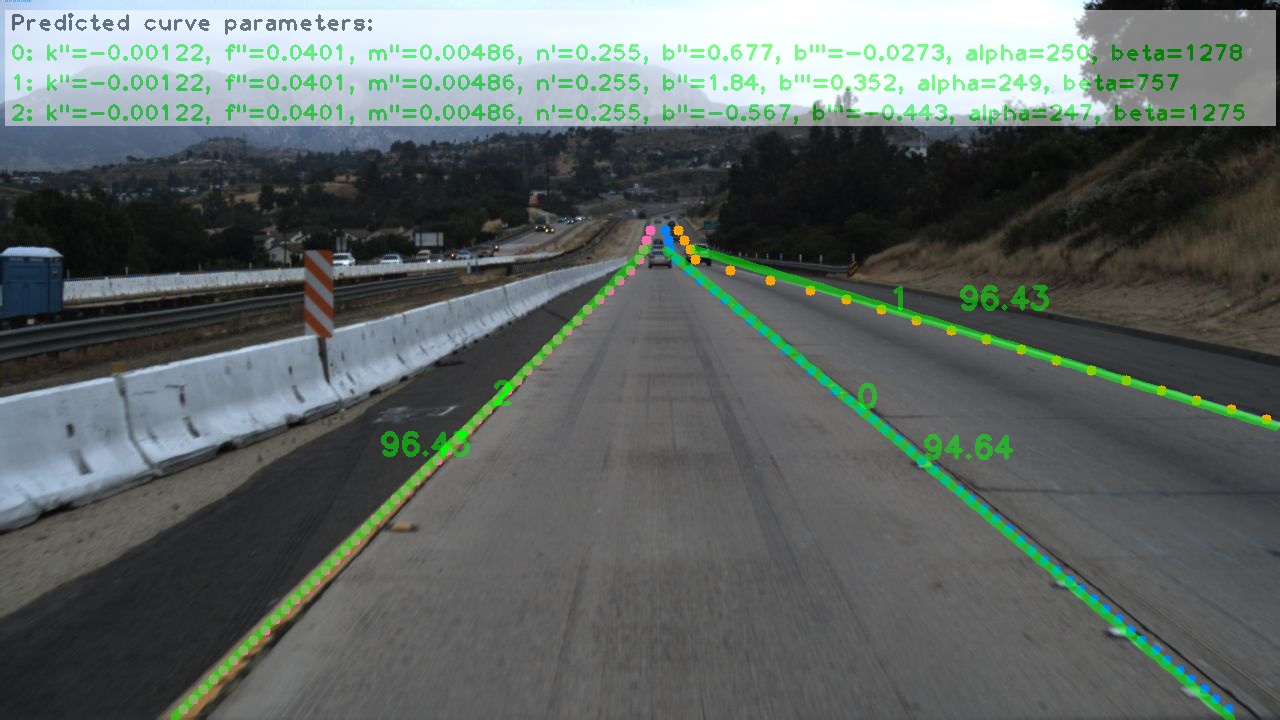 Predicted curve parameters:
0: k''=-0.00122, f''=0.0401, m''=0.00486, n'=0.255, b''=0.677, b'''=-0.0273, alpha=250, beta=1278
1: k''=-0.00122, f''=0.0401, m''=0.00486, n'=0.255, b''=1.84, b'''=0.352, alpha=249, beta=757
2: k''=-0.00122, f''=0.0401, m''=0.00486, n'=0.255, b''=-0.567, b'''=-0.443, alpha=247, beta=1275
1 96.43
2 0
96.43 94.64